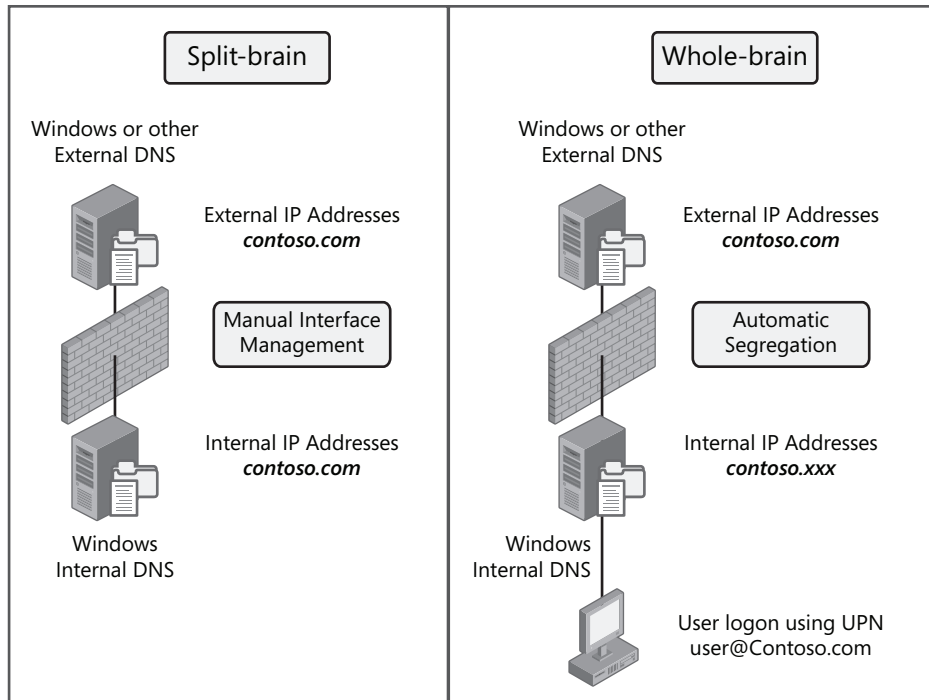 Split-brain
Windows or other
External DNS
External IP Addresses
contoso.com
Manual Interface
Management
Internal IP Addresses
contoso.com
Windows
Internal DNS
Whole-brain
Windows or other
External DNS
External IP Addresses
contoso.com
Automatic
Segregation
Internal IP Addresses
contoso.xxx
Windows
Internal DNS
User logon using UPN
user@Contoso.com